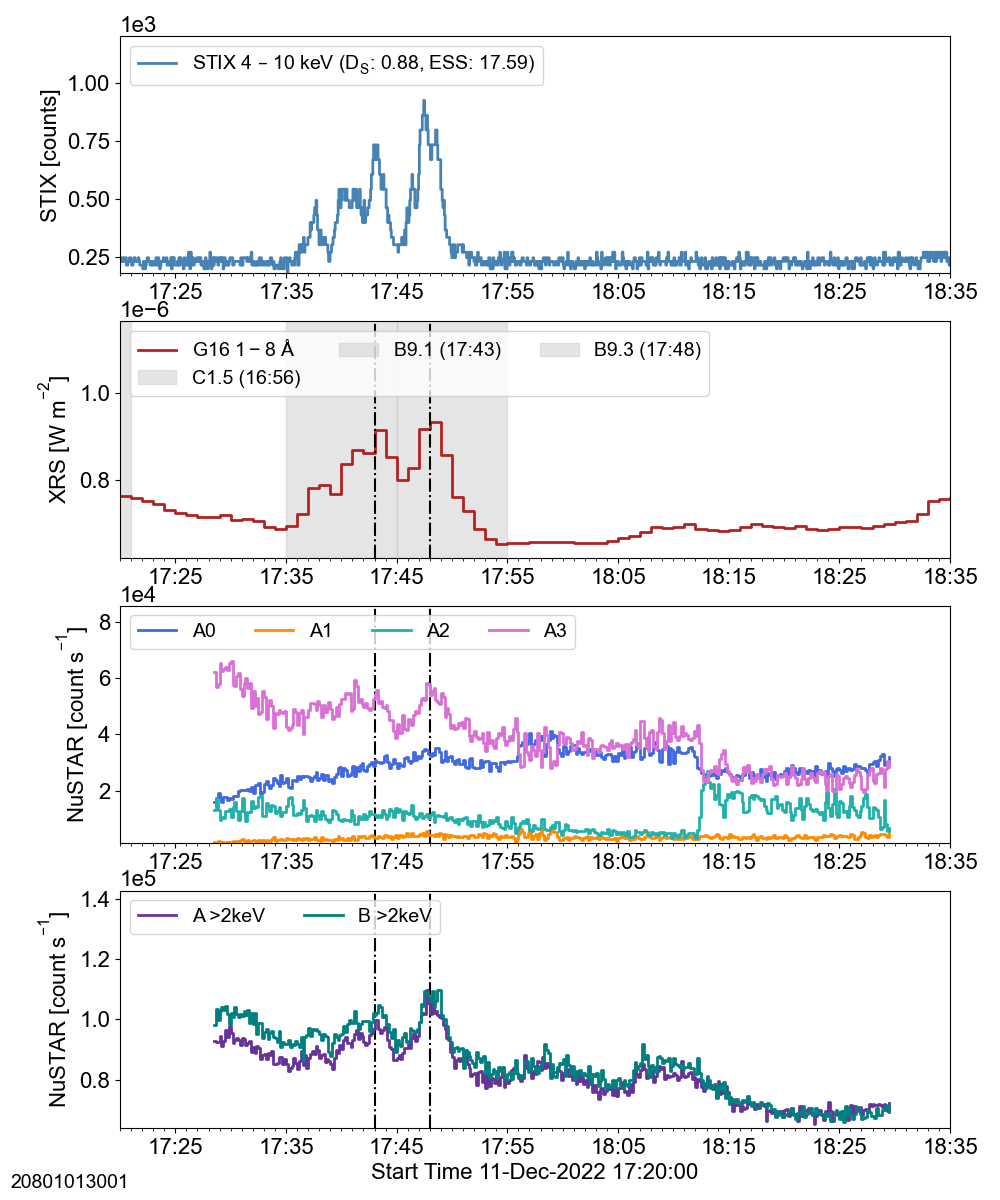 1e3
STIX 4 – 10 keV (D_S: 0.88, ESS: 17.59)
STIX [counts]
1.00
0.75
0.50
0.25
17:25 17:35 17:45 17:55 18:05 18:15 18:25 18:35
1e−6
G16 1 – 8 Å B9.1 (17:43) B9.3 (17:48)
C1.5 (16:56)
XRS [W m⁻²]
1.0
0.8
17:25 17:35 17:45 17:55 18:05 18:15 18:25 18:35
1e4
A0 A1 A2 A3
NuSTAR [count s⁻¹]
8
6
4
2
17:25 17:35 17:45 17:55 18:05 18:15 18:25 18:35
1e5
A >2keV B >2keV
NuSTAR [count s⁻¹]
1.4
1.2
1.0
0.8
17:25 17:35 17:45 17:55 18:05 18:15 18:25 18:35
Start Time 11-Dec-2022 17:20:00
20801013001